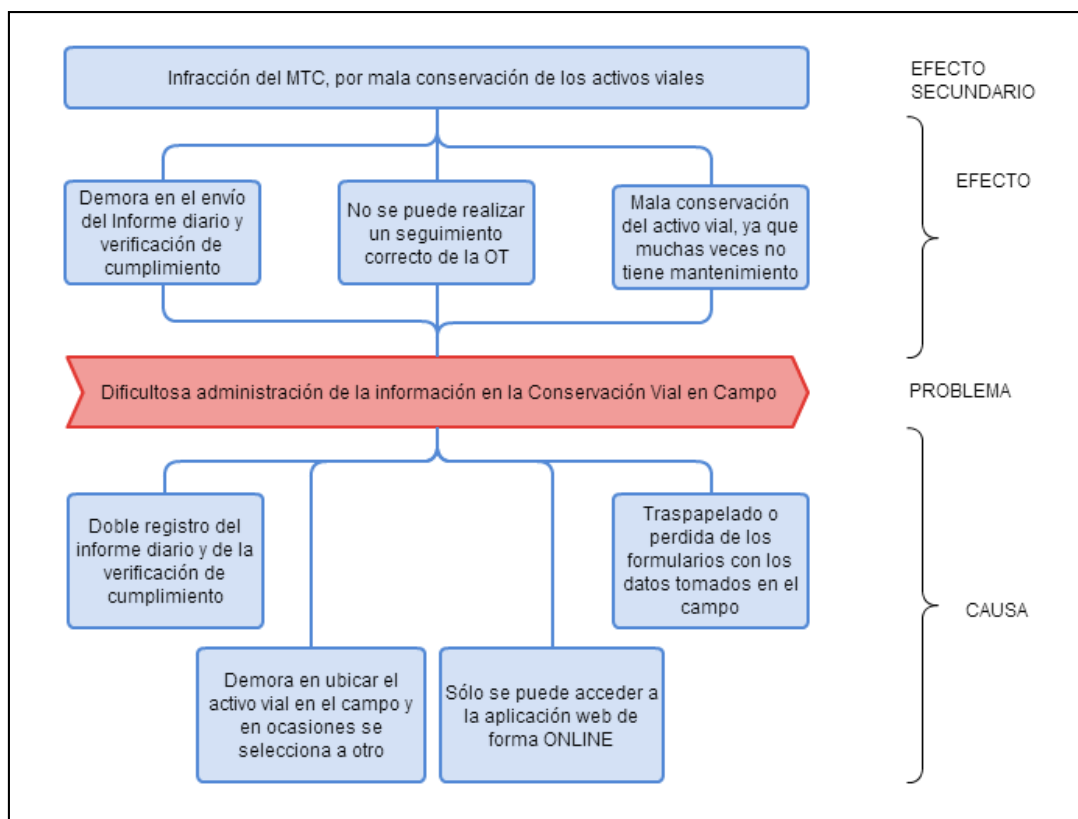 Infracción del MTC, por mala conservación de los activos viales
EFECTO
SECUNDARIO
Demora en el envío
del Informe diario y
verificación de
cumplimiento
No se puede realizar
un seguimiento
correcto de la OT
Mala conservación
del activo vial, ya que
muchas veces no
tiene mantenimiento
EFECTO
Dificultosa administración de la información en la Conservación Vial en Campo
PROBLEMA
Doble registro del
informe diario y de la
verificación de
cumplimiento
Traspapelado o
perdida de los
formularios con los
datos tomados en el
campo
CAUSA
Demora en ubicar el
activo vial en el campo y
en ocasiones se
selecciona a otro
Sólo se puede acceder a
la aplicación web de
forma ONLINE